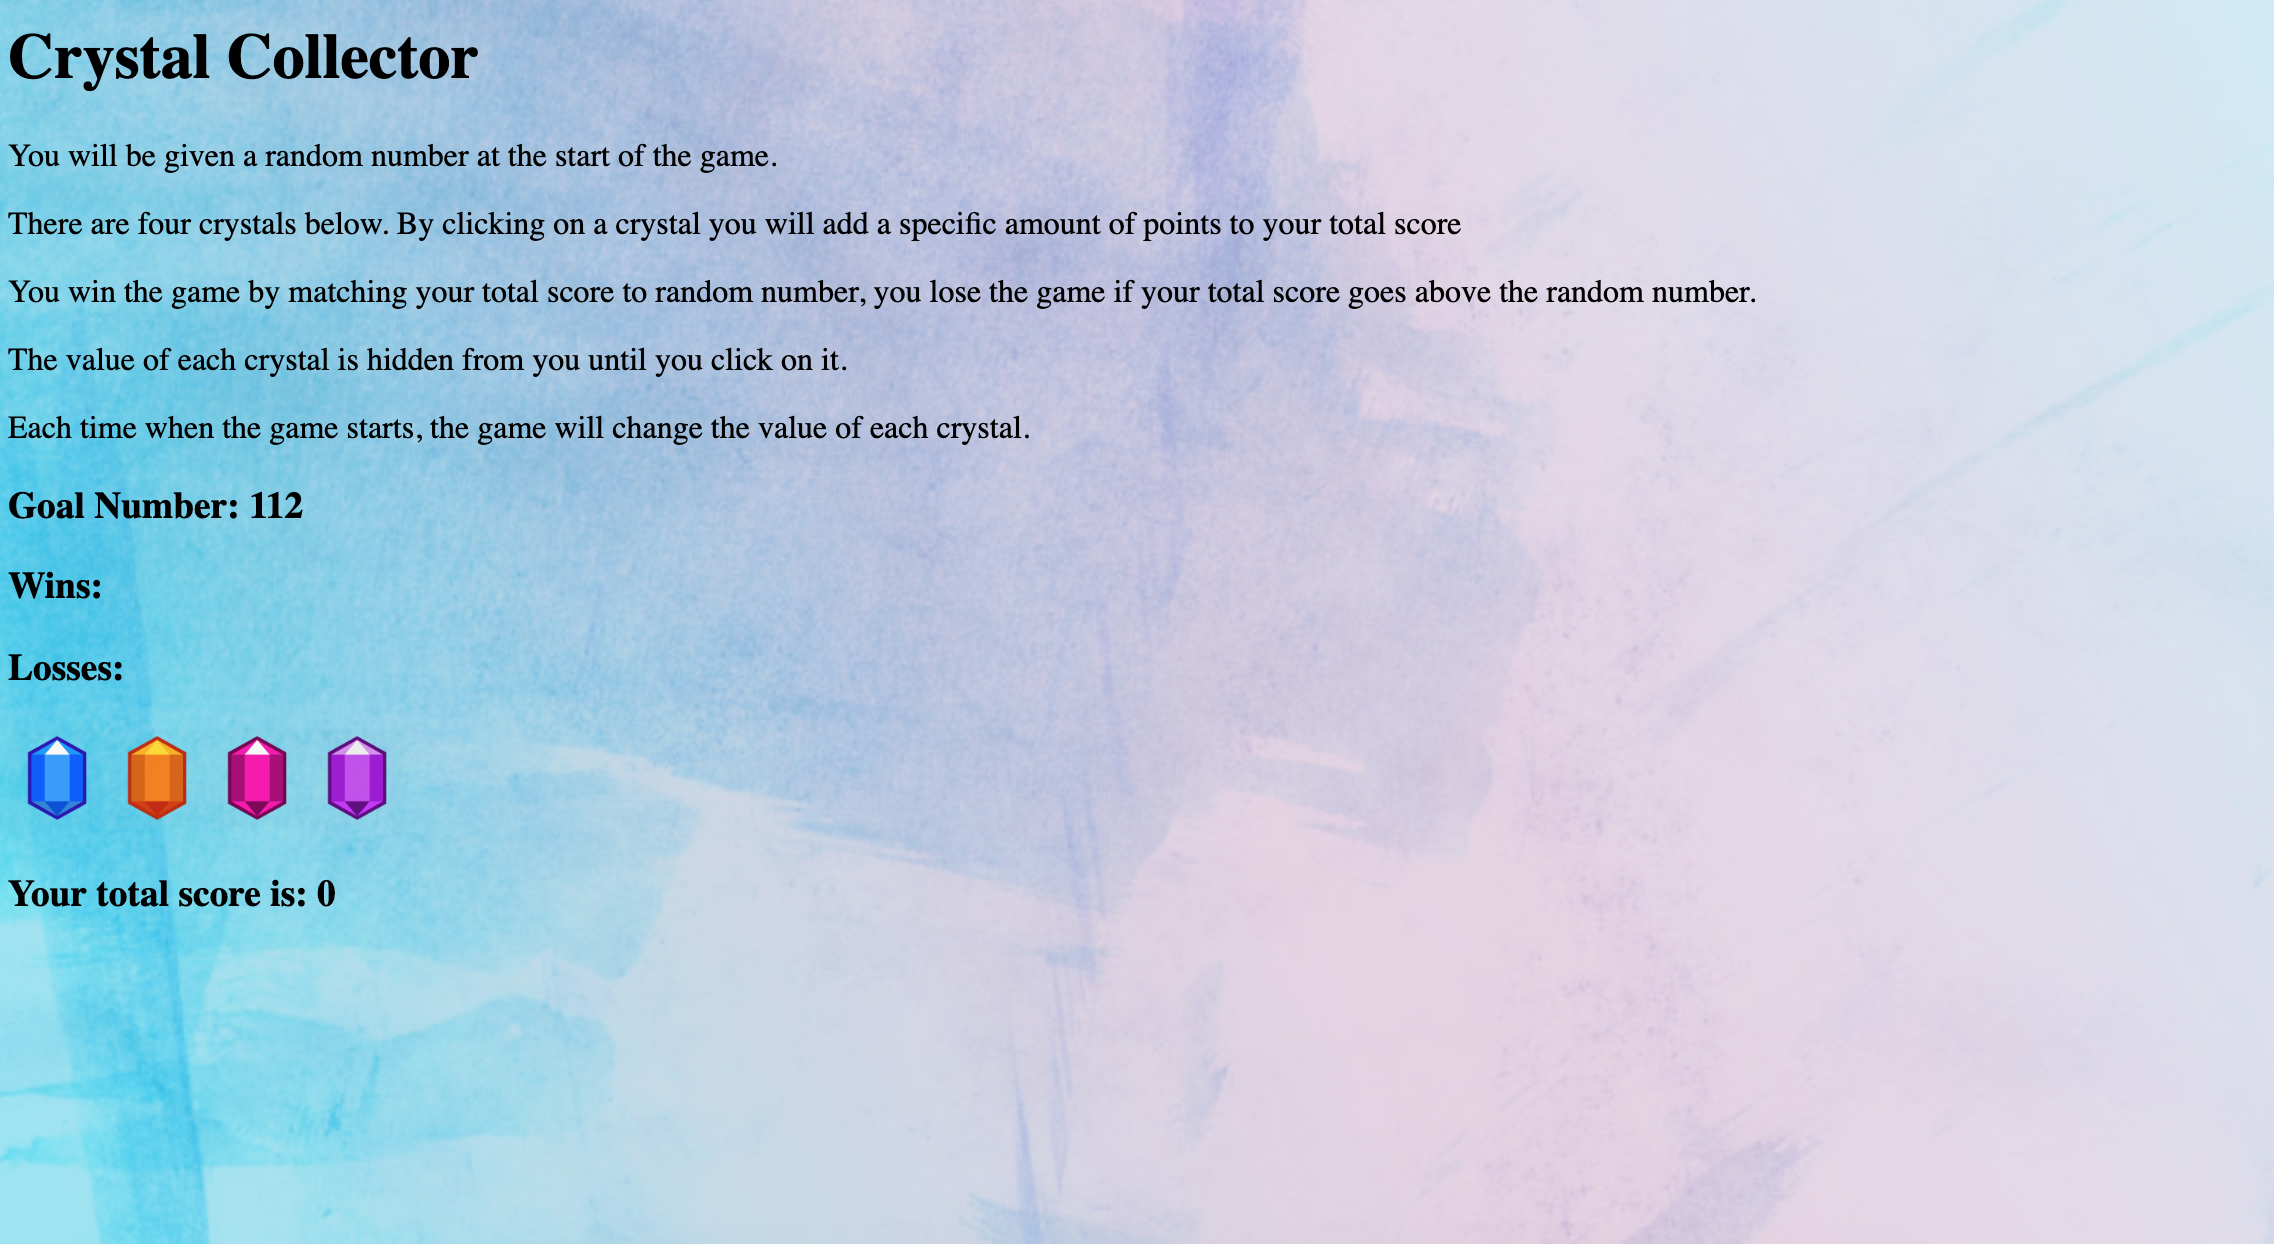 Crystal Collector
You will be given a random number at the start of the game.
There are four crystals below. By clicking on a crystal you will add a specific amount of points to your total score
You win the game by matching your total score to random number, you lose the game if your total score goes above the random number.
The value of each crystal is hidden from you until you click on it.
Each time when the game starts, the game will change the value of each crystal.
Goal Number: 112
Wins:
Losses:
Your total score is: 0